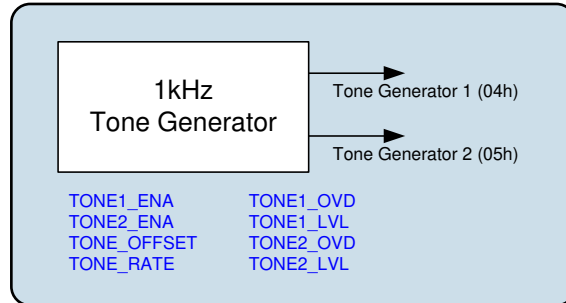 1kHz
Tone Generator
Tone Generator 1 (04h)
Tone Generator 2 (05h)
TONE1_ENA TONE1_OVD
TONE2_ENA TONE1_LVL
TONE_OFFSET TONE2_OVD
TONE_RATE TONE2_LVL